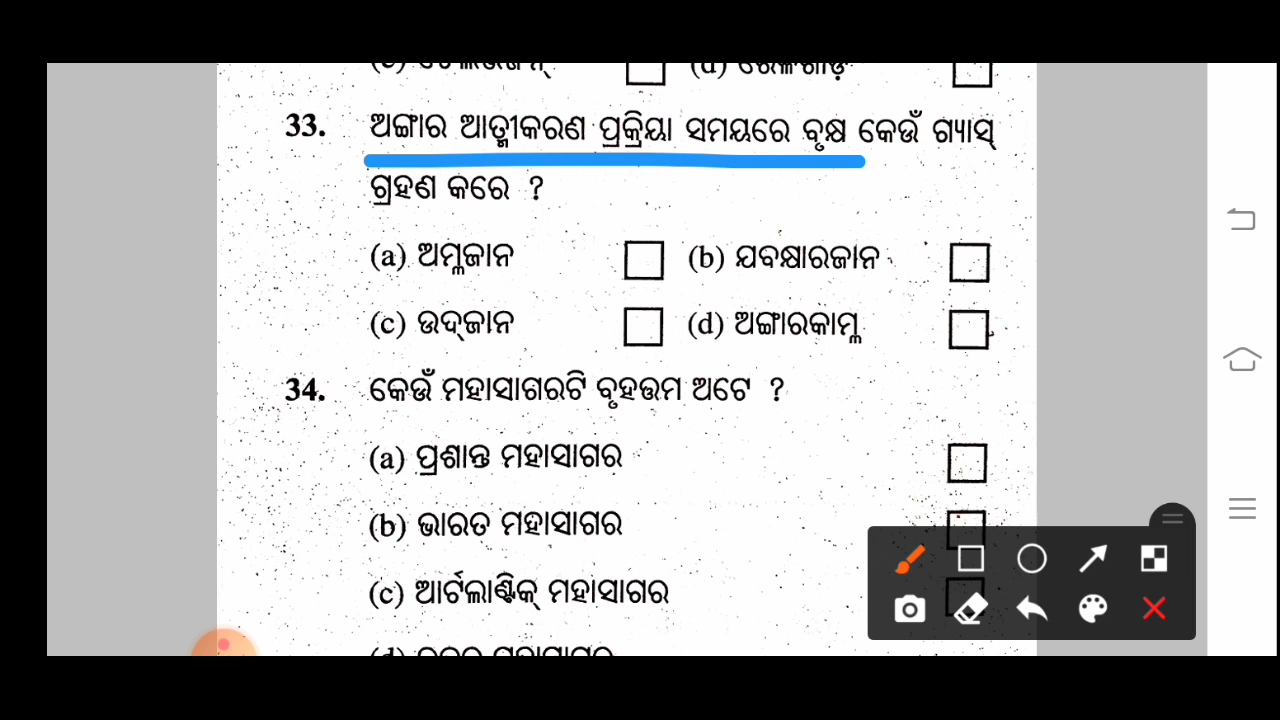 33. ଅଙ୍ଗାର ଆତ୍ମୀକରଣ ପ୍ରକ୍ରିୟା ସମୟରେ ବୃକ୍ଷ କେଉଁ ଗ୍ୟାସ୍
ଗ୍ରହଣ କରେ ?
(a) ଅମ୍ଳଜାନ (b) ଯବକ୍ଷାରଜାନ
(c) ଉଦ୍‌ଜାନ (d) ଅଙ୍ଗାରକାମ୍ଳ
34. କେଉଁ ମହାସାଗରଟି ବୃହତ୍ତମ ଅଟେ ?
(a) ପ୍ରଶାନ୍ତ ମହାସାଗର
(b) ଭାରତ ମହାସାଗର
(c) ଆର୍ଟଲାଣ୍ଟିକ୍ ମହାସାଗର